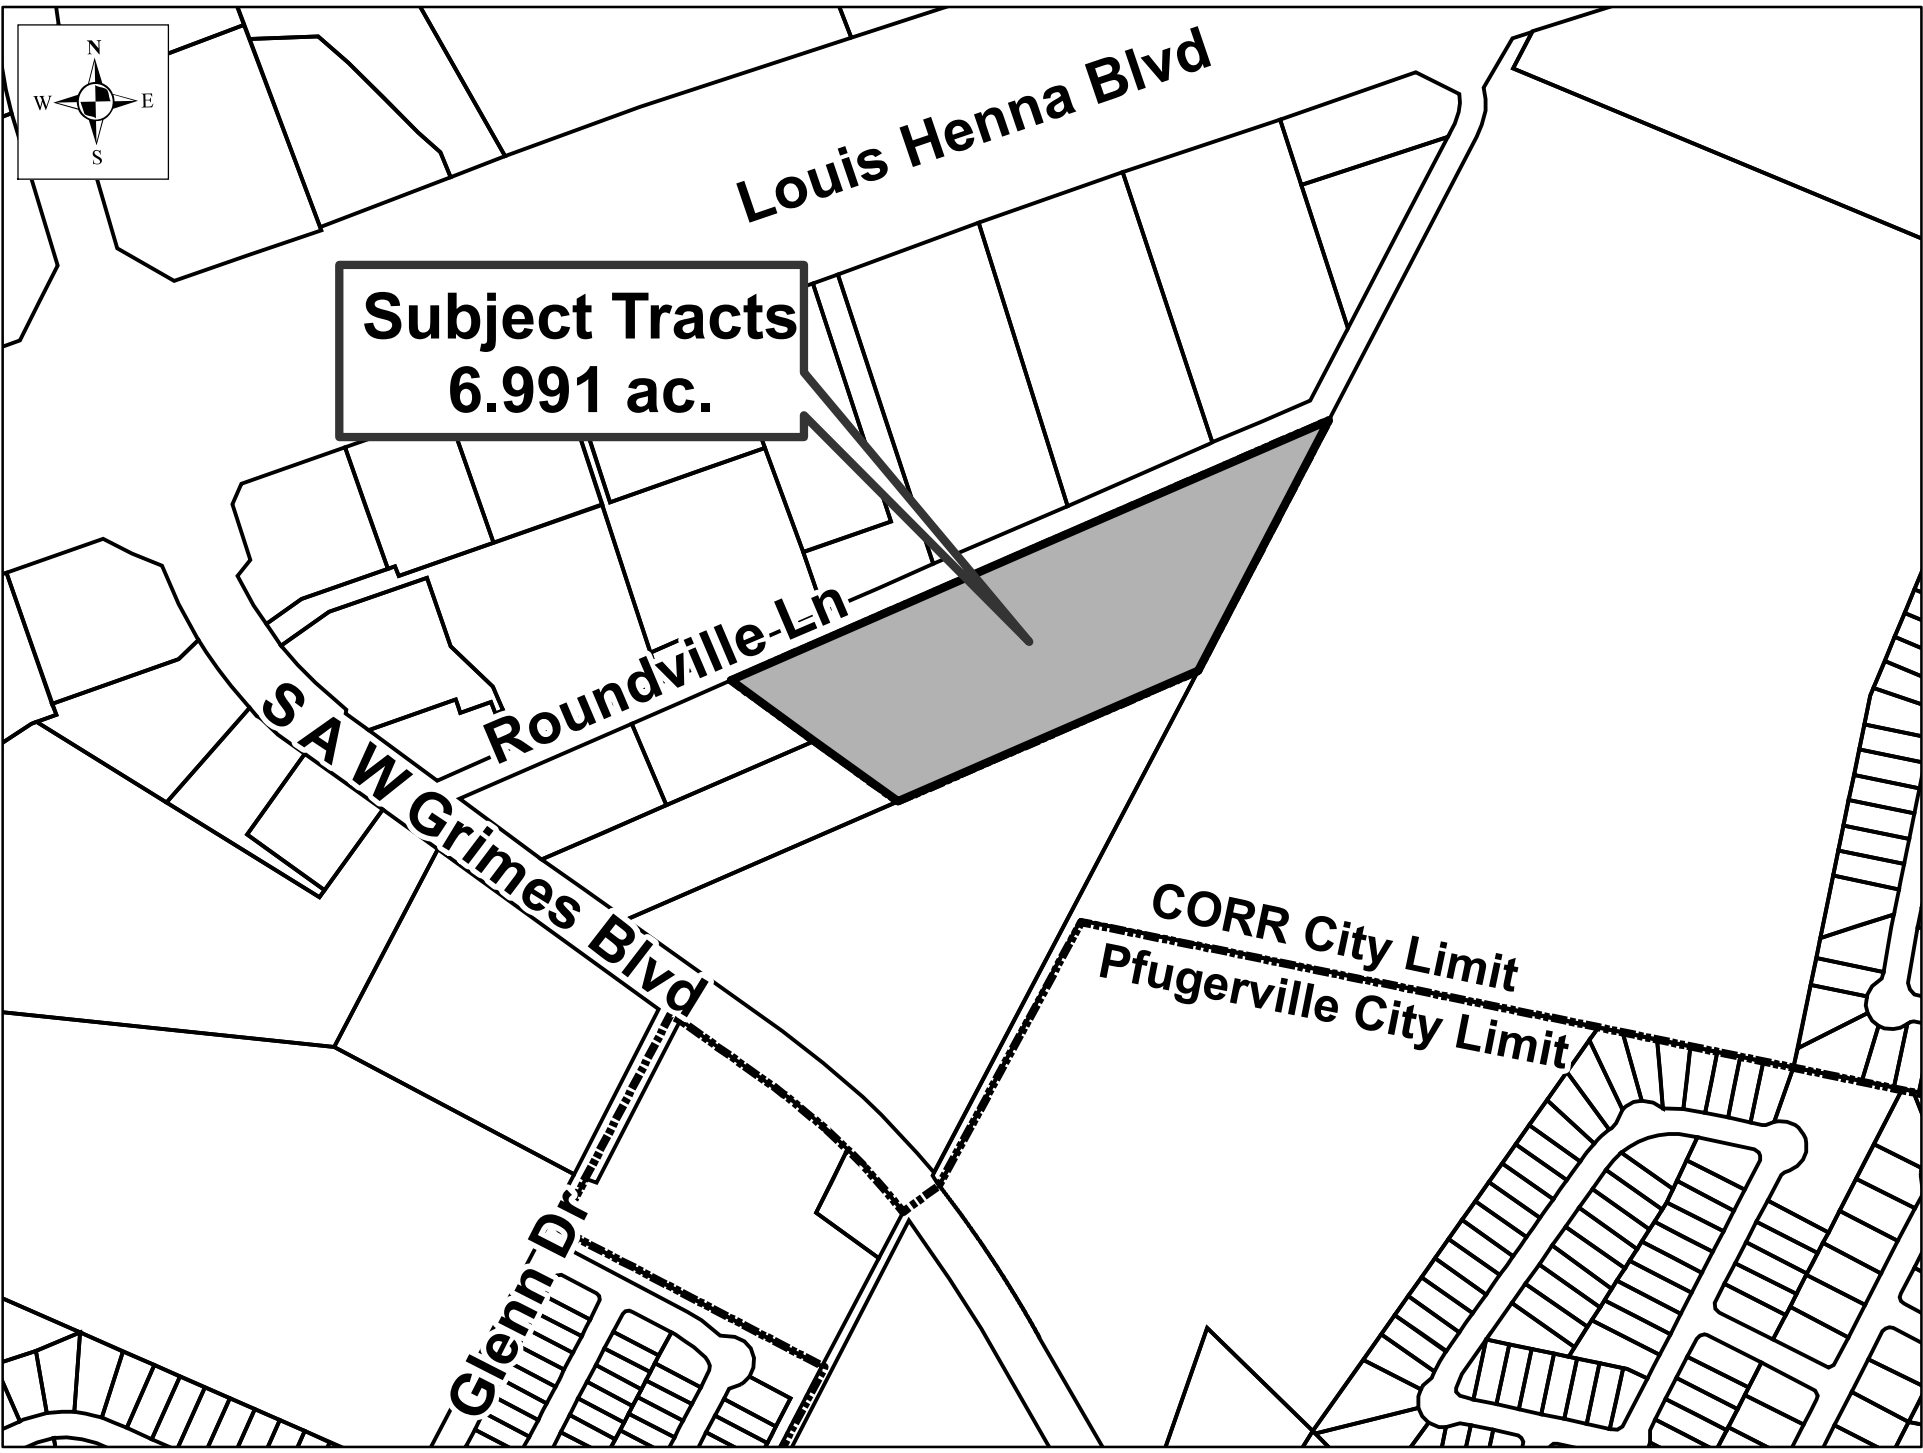 N
W E
S
Louis Henna Blvd
Subject Tracts
6.991 ac.
Roundville Ln
S A W Grimes Blvd
CORR City Limit
Pfugerville City Limit
Glenn Dr